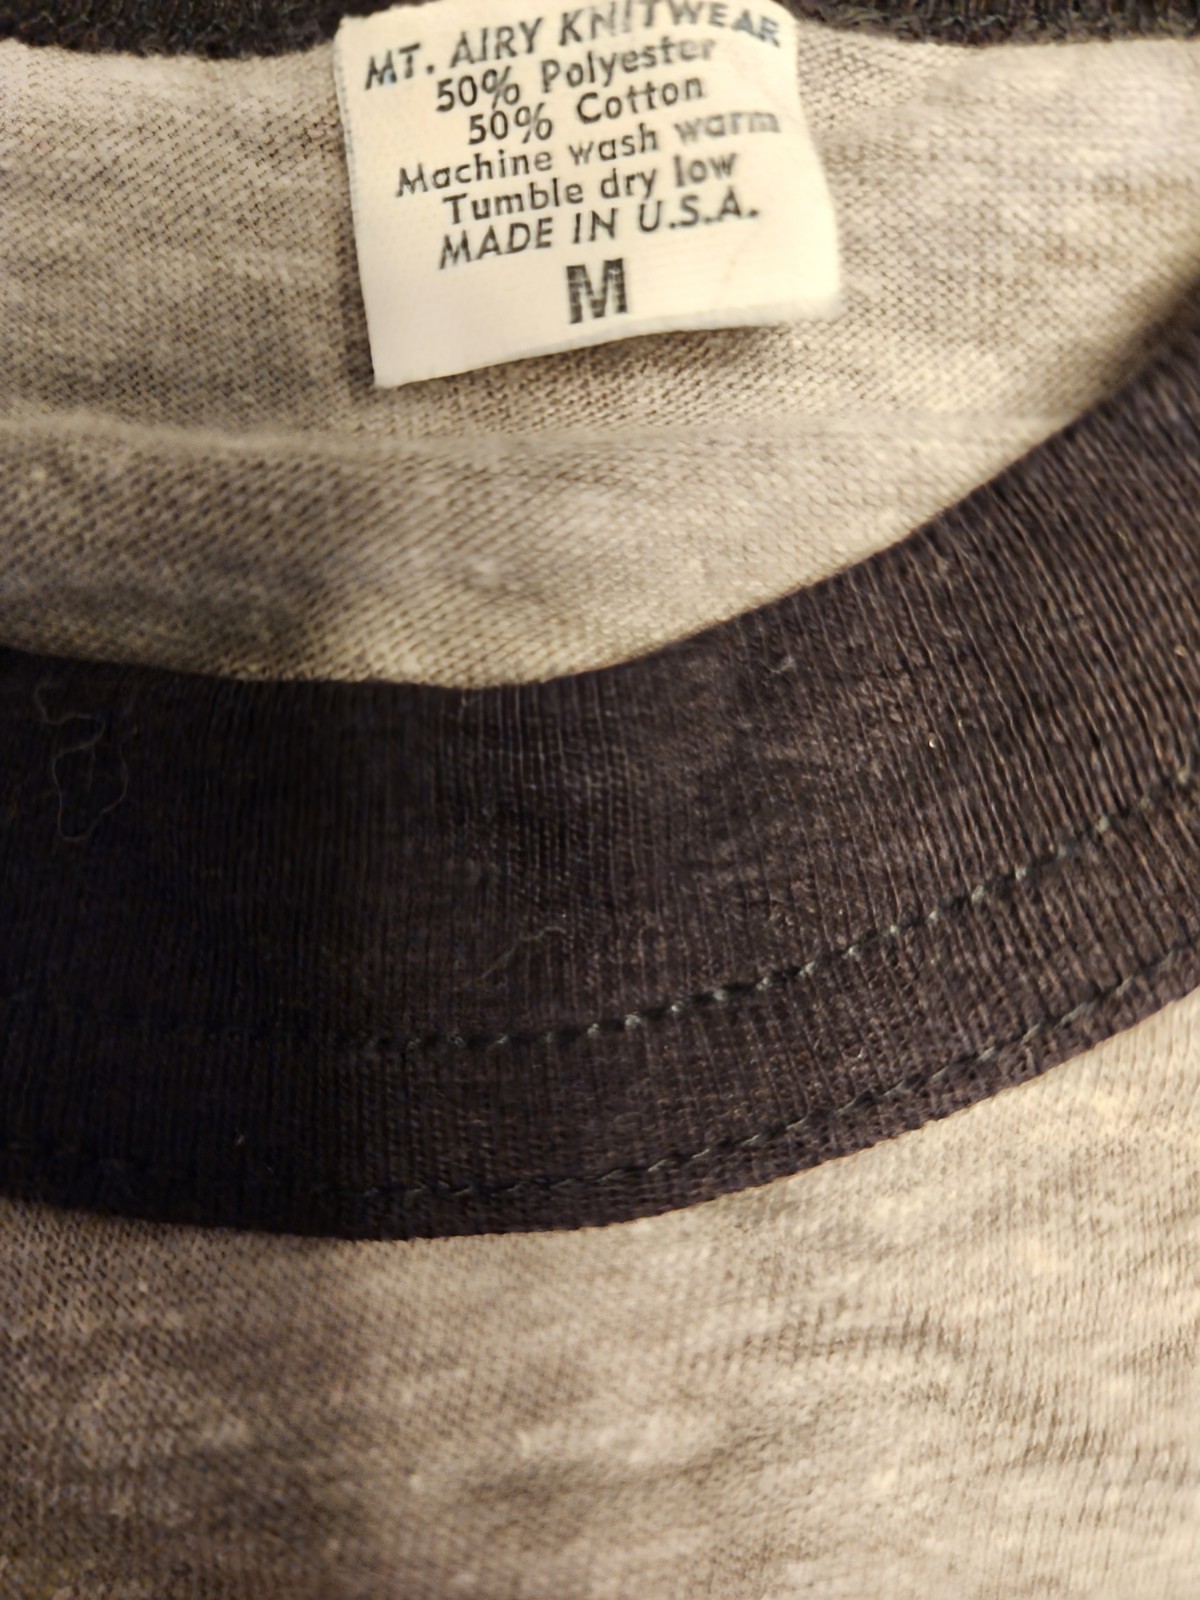 MT. AIRY KNITWEAR
50% Polyester
50% Cotton
Machine wash warm
Tumble dry low
MADE IN U.S.A.
M